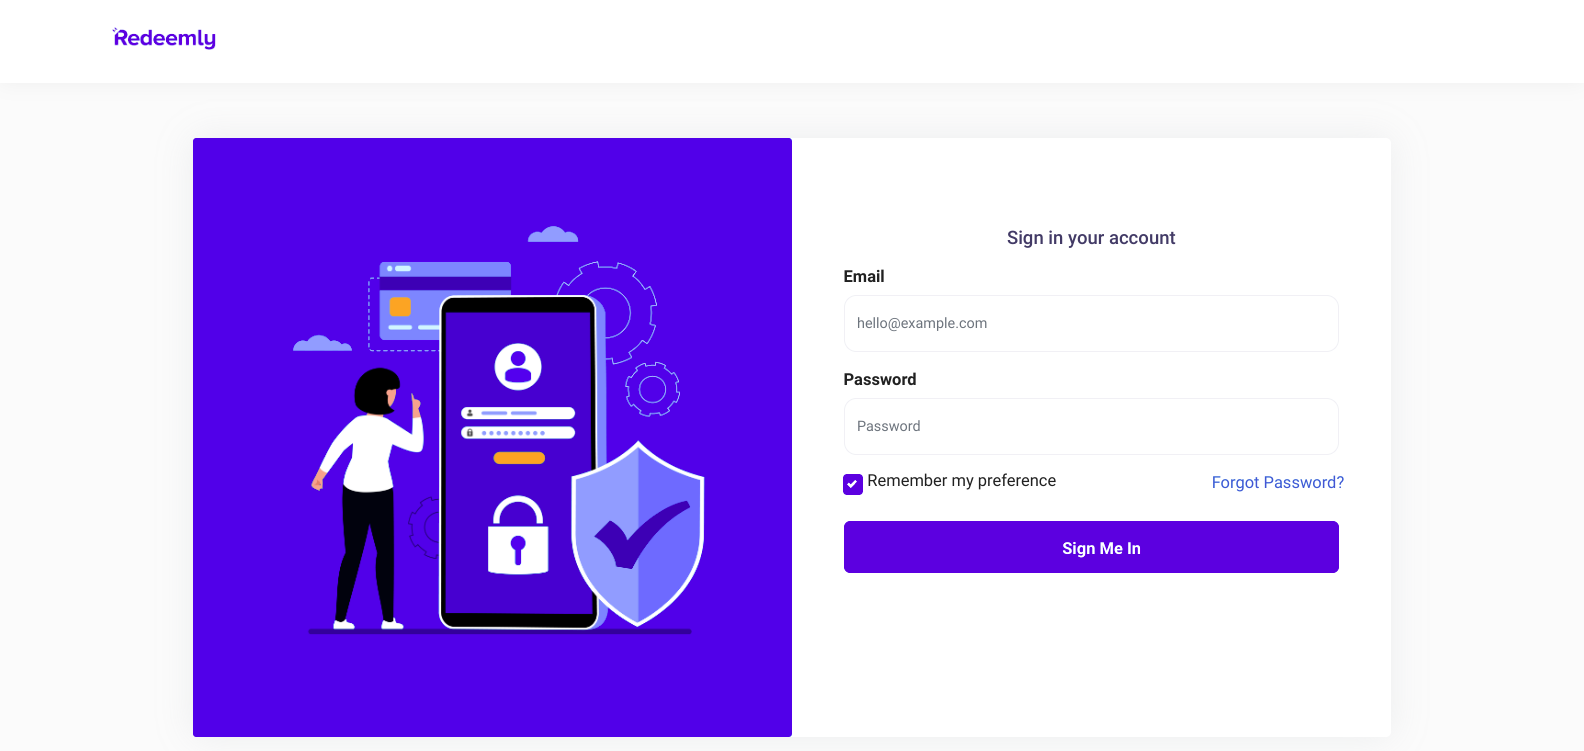 Redeemly
Sign in your account
Email
hello@example.com
Password
Password
Remember my preference
Forgot Password?
Sign Me In